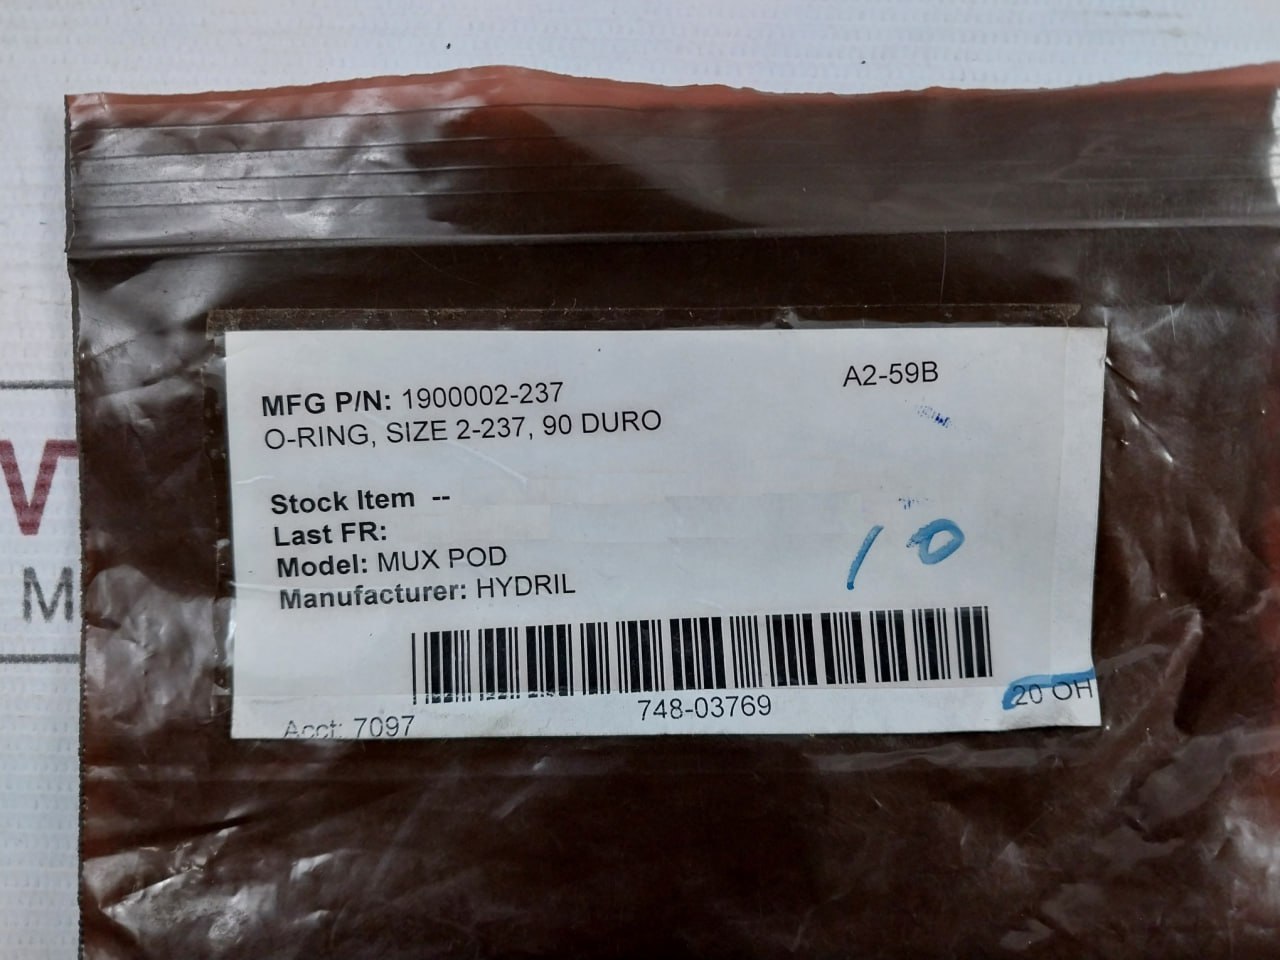 MFG P/N: 1900002-237
A2-59B
O-RING, SIZE 2-237, 90 DURO
Stock Item --
Last FR:
Model: MUX POD
Manufacturer: HYDRIL
10
748-03769
20 OH
Acct: 7097
V
M